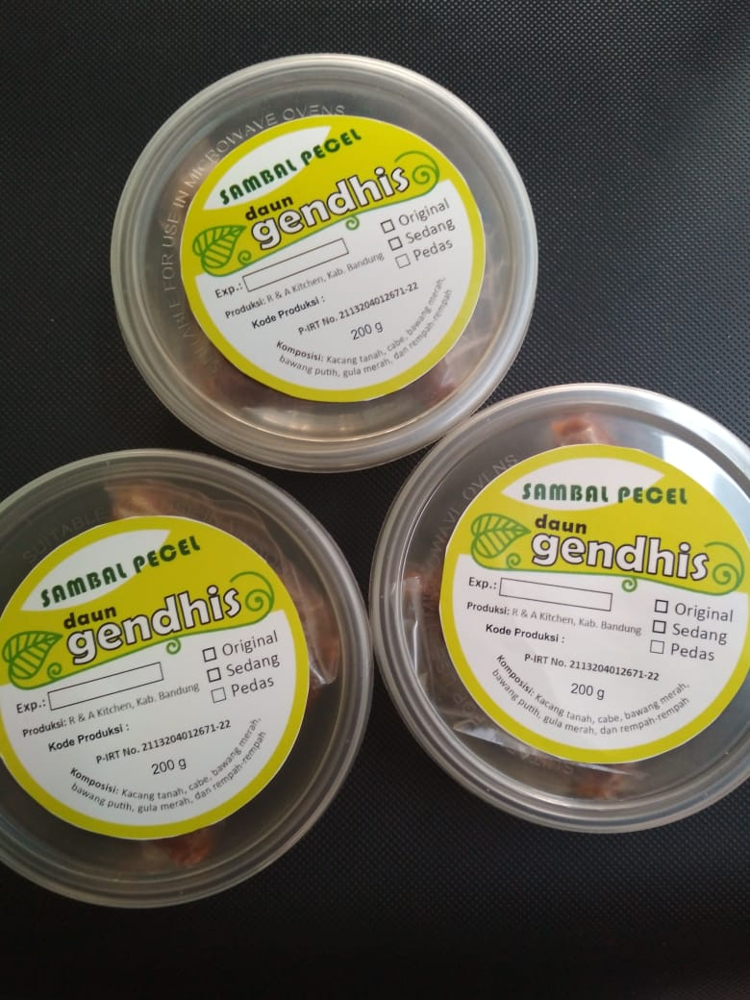 SUITABLE FOR USE IN MICROWAVE OVENS
SAMBAL PECEL
daun
gendhis
Original
Sedang
Pedas
Exp.:
Produksi: R & A Kitchen, Kab. Bandung
Kode Produksi :
P-IRT No. 2113204012671-22
200 g
Komposisi: Kacang tanah, cabe, bawang merah,
bawang putih, gula merah, dan rempah-rempah
SUITABLE
SAMBAL PECEL
daun
gendhis
Original
Sedang
Pedas
Exp.:
Produksi: R & A Kitchen, Kab. Bandung
Kode Produksi :
P-IRT No. 2113204012671-22
200 g
Komposisi: Kacang tanah, cabe, bawang merah,
bawang putih, gula merah, dan rempah-rempah
OVENS
SAMBAL PECEL
daun
gendhis
Exp.:
Original
Sedang
Pedas
Produksi: R & A Kitchen, Kab. Bandung
Kode Produksi :
P-IRT No. 2113204012671-22
200 g
Komposisi: Kacang tanah, cabe, bawang merah,
bawang putih, gula merah, dan rempah-rempah